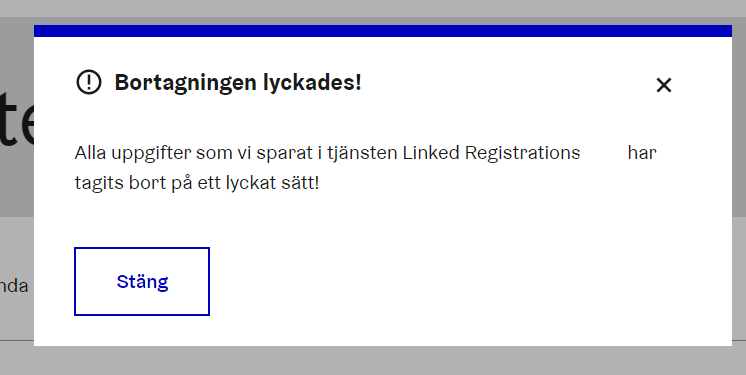 Bortagningen lyckades!
Alla uppgifter som vi sparat i tjänsten Linked Registrations har
tagits bort på ett lyckat sätt!
nda
Stäng